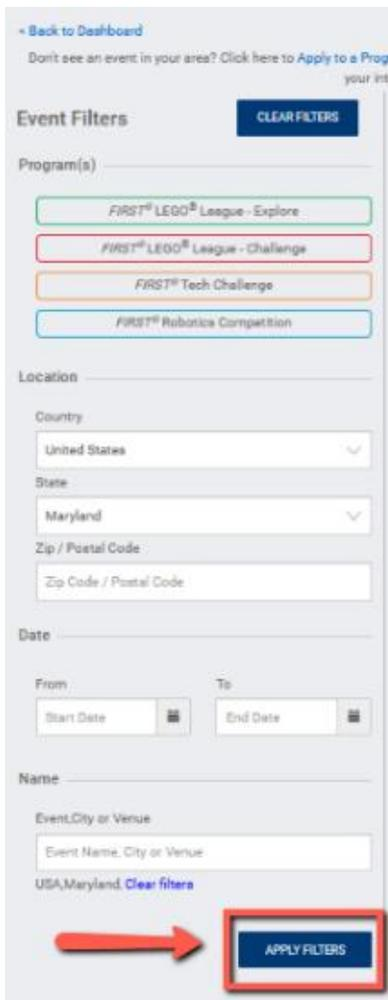 « Back to Dashboard
Don't see an event in your area? Click here to Apply to a Prog
your int
Event Filters
CLEAR FILTERS
Program(s)
FIRST® LEGO® League - Explore
FIRST® LEGO® League - Challenge
FIRST® Tech Challenge
FIRST® Robotics Competition
Location
Country
United States
State
Maryland
Zip / Postal Code
Zip Code / Postal Code
Date
From To
Start Date End Date
Name
Event,City or Venue
Event Name, City or Venue
USA,Maryland, Clear filters
APPLY FILTERS